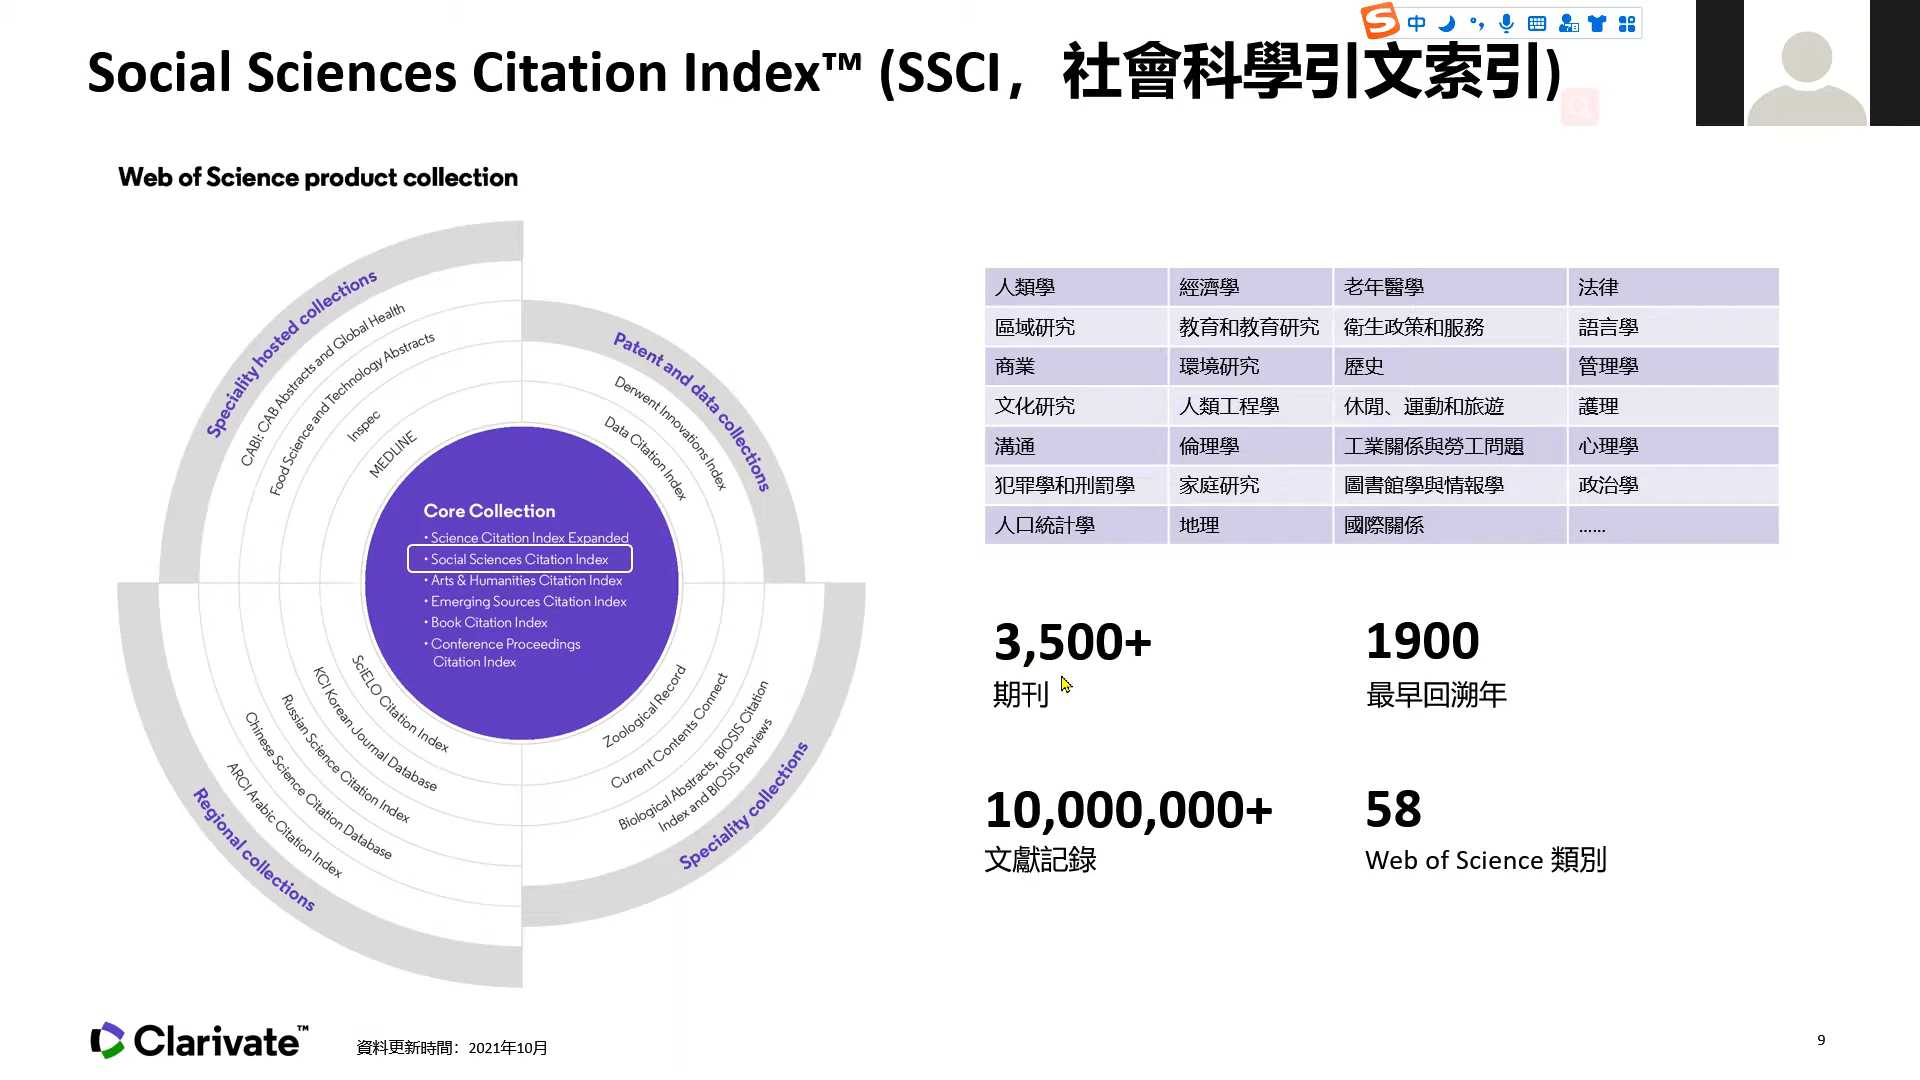 中
Social Sciences Citation Index™ (SSCI，社會科學引文索引)
Web of Science product collection
Speciality hosted collections
CABI: CAB Abstracts and Global Health
Food Science and Technology Abstracts
Inspec
MEDLINE
Patent and data collections
Derwent Innovations Index
Data Citation Index
Core Collection
• Science Citation Index Expanded
• Social Sciences Citation Index
• Arts & Humanities Citation Index
• Emerging Sources Citation Index
• Book Citation Index
• Conference Proceedings
Citation Index
SciELO Citation Index
KCI Korean Journal Database
Russian Science Citation Index
Chinese Science Citation Database
ARCI Arabic Citation Index
Regional collections
Zoological Record
Current Contents Connect
Biological Abstracts, BIOSIS Citation
Index and BIOSIS Previews
Speciality collections
人類學 經濟學 老年醫學 法律
區域研究 教育和教育研究 衛生政策和服務 語言學
商業 環境研究 歷史 管理學
文化研究 人類工程學 休閒、運動和旅遊 護理
溝通 倫理學 工業關係與勞工問題 心理學
犯罪學和刑罰學 家庭研究 圖書館學與情報學 政治學
人口統計學 地理 國際關係 ......
3,500+
期刊
1900
最早回溯年
10,000,000+
文獻記錄
58
Web of Science 類別
Clarivate™
資料更新時間：2021年10月
9